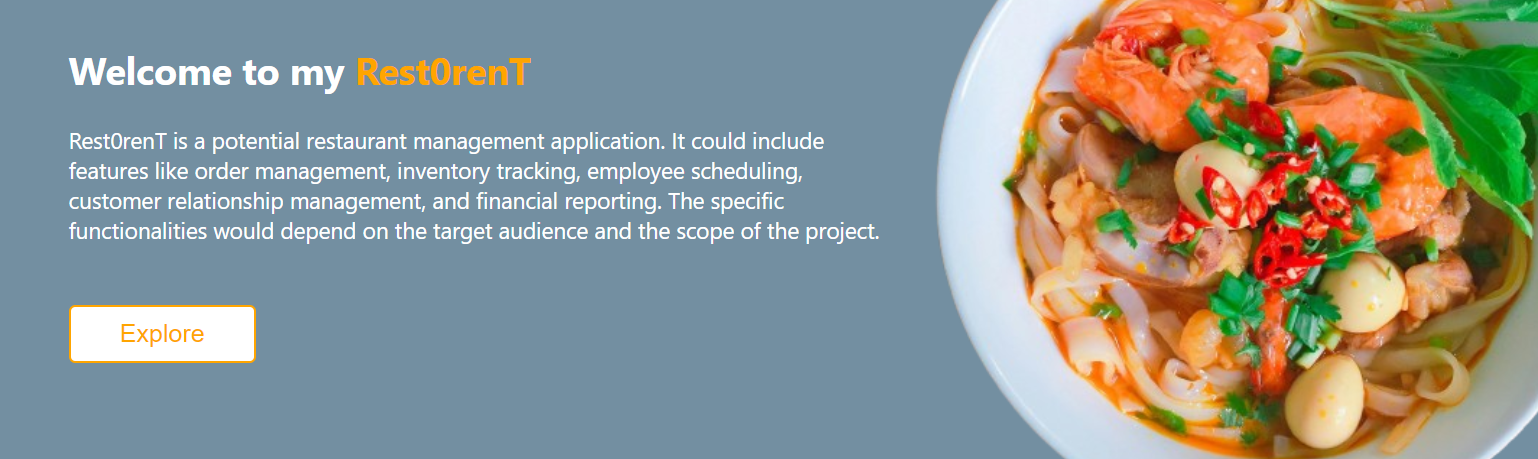 Welcome to my Rest0renT
Rest0renT is a potential restaurant management application. It could include
features like order management, inventory tracking, employee scheduling,
customer relationship management, and financial reporting. The specific
functionalities would depend on the target audience and the scope of the project.
Explore